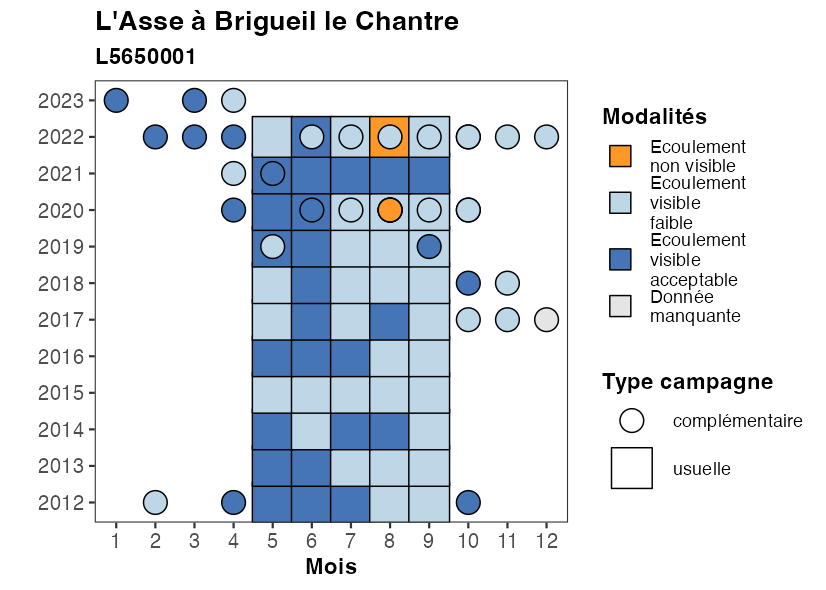 L'Asse à Brigueil le Chantre
L5650001
2023
2022
2021
2020
2019
2018
2017
2016
2015
2014
2013
2012
1 2 3 4 5 6 7 8 9 10 11 12
Mois
Modalités
Ecoulement
non visible
Ecoulement
visible
faible
Ecoulement
visible
acceptable
Donnée
manquante
Type campagne
complémentaire
usuelle